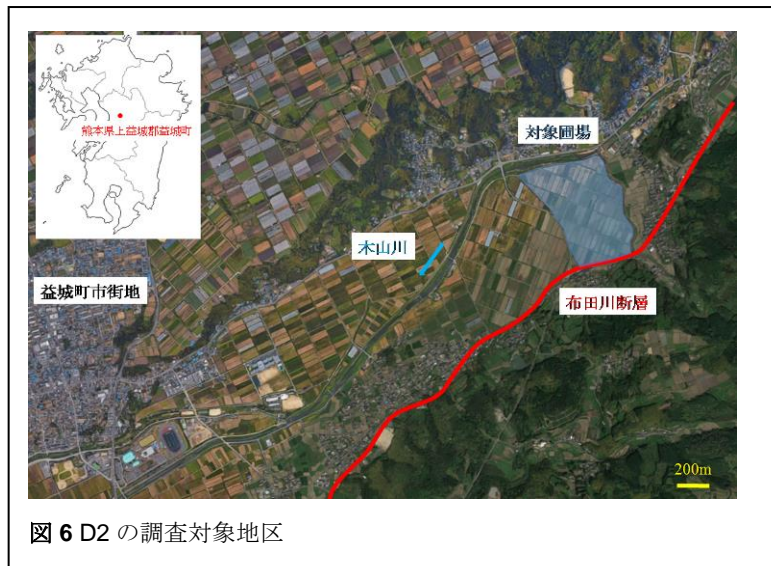 熊本県上益城郡益城町
対象圃場
木山川
益城町市街地
布田川断層
200m
図 6 D2 の調査対象地区